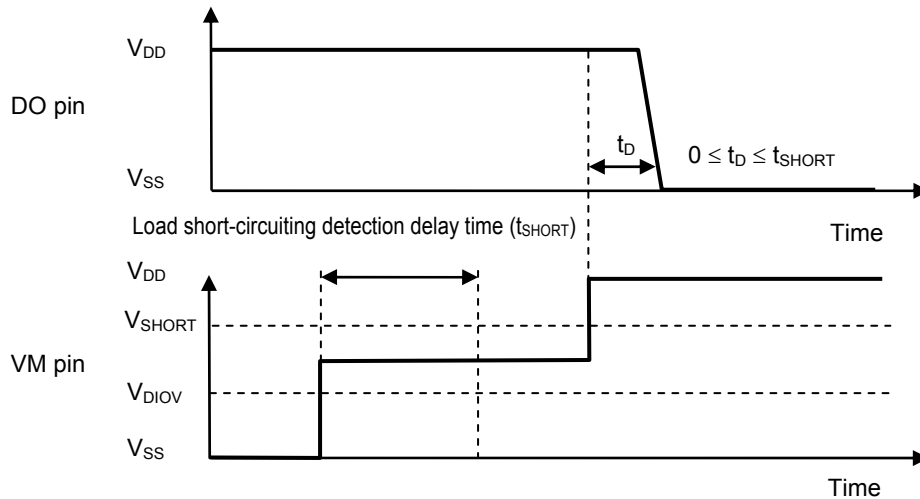 V_DD
DO pin
t_D
0 ≤ t_D ≤ t_SHORT
V_SS
Load short-circuiting detection delay time (t_SHORT)
Time
V_DD
V_SHORT
VM pin
V_DIOV
V_SS
Time